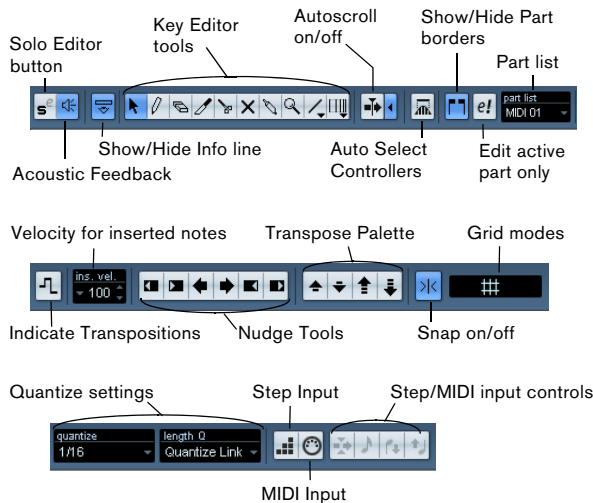 Solo Editor
button
Key Editor
tools
Autoscroll
on/off
Show/Hide Part
borders
Part list
part list
MIDI 01
Show/Hide Info line
Acoustic Feedback
Auto Select
Controllers
Edit active
part only
Velocity for inserted notes
Transpose Palette
Grid modes
ins. vel.
100
Indicate Transpositions
Nudge Tools
Snap on/off
Quantize settings
Step Input
Step/MIDI input controls
quantize
1/16
length Q
Quantize Link
MIDI Input